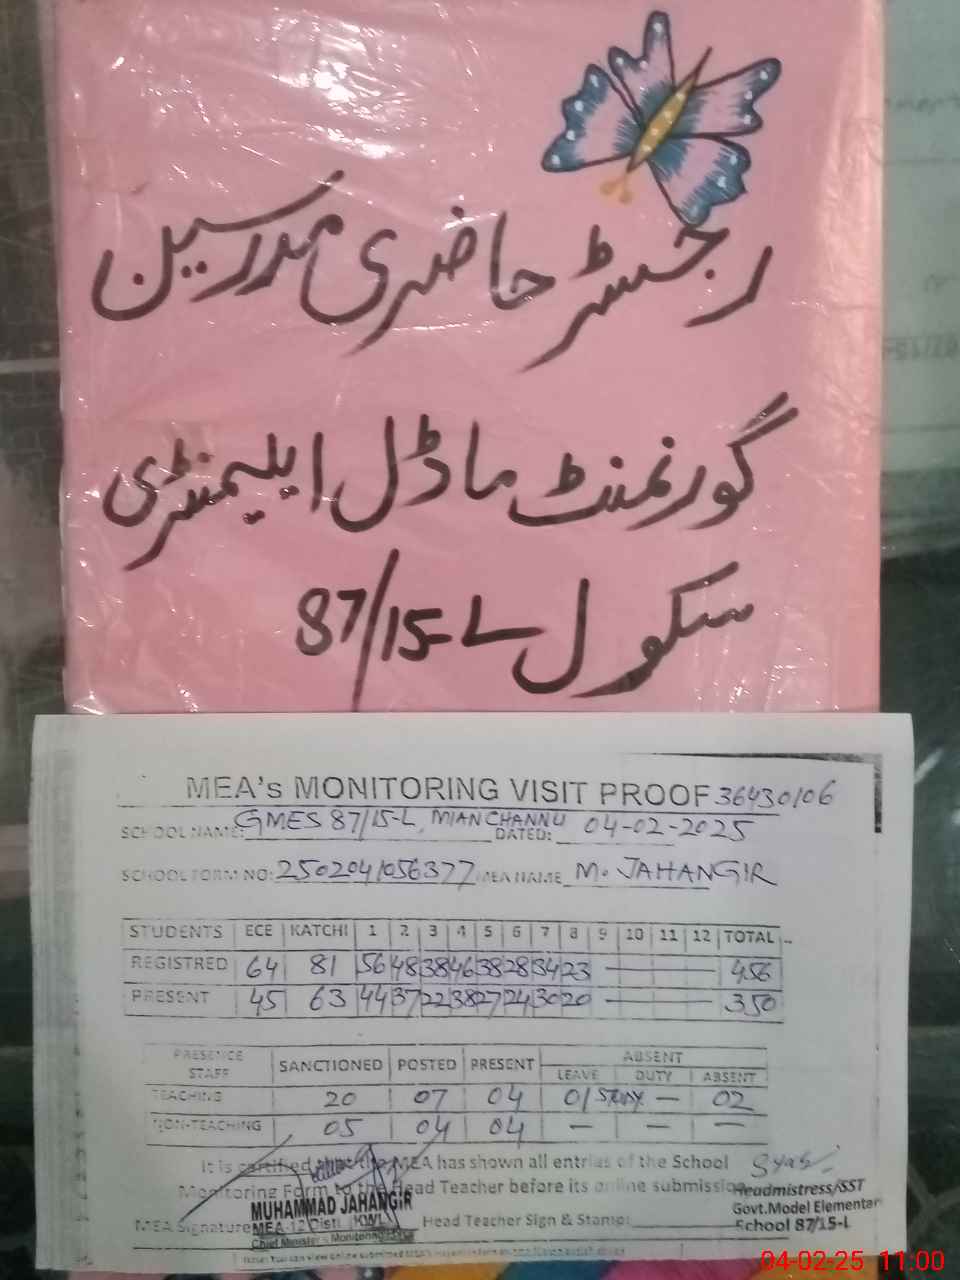 رجسٹر حاضری مدرسین
گورنمنٹ ماڈل ایلیمنٹری
سکول 87/15-L
MEA's MONITORING VISIT PROOF 36430106
SCHOOL NAME: GMES 87/15-L, MIANCHANNU DATED: 04-02-2025
SCHOOL FORM NO: 2502041056377 MEA NAME M. JAHANGIR
STUDENTS ECE KATCHI 1 2 3 4 5 6 7 8 9 10 11 12 TOTAL
REGISTRED 64 81 56 48 38 46 38 28 34 23 — 456
PRESENT 45 63 44 37 22 38 27 24 30 20 — 350
PRESENCE STAFF SANCTIONED POSTED PRESENT ABSENT
LEAVE DUTY ABSENT
TEACHING 20 07 04 01 STUDY — 02
NON-TEACHING 05 04 04 — — —
It is certified that the MEA has shown all entries of the School
Monitoring Form to the Head Teacher before its online submission
MEA Signature Head Teacher Sign & Stamp:
MUHAMMAD JAHANGIR
MEA-12 Distt. KWL
Chief Minister's Monitoring
Headmistress/SST
Govt.Model Elementar
School 87/15-L
04-02-25 11:00